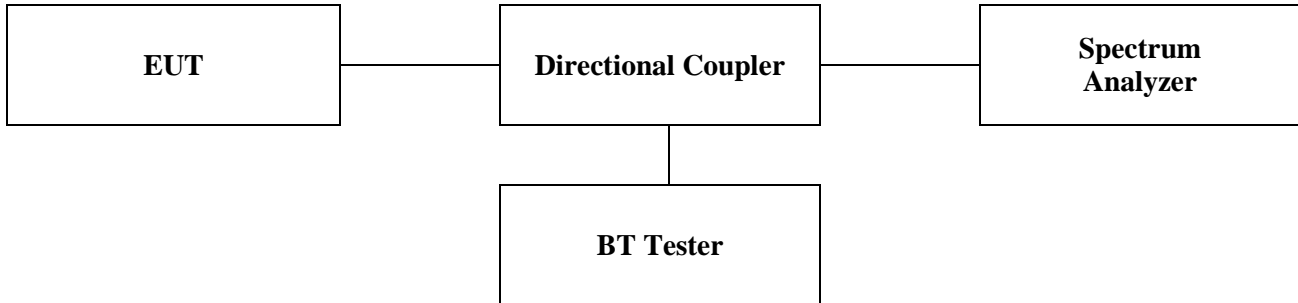 EUT
Directional Coupler
Spectrum
Analyzer
BT Tester